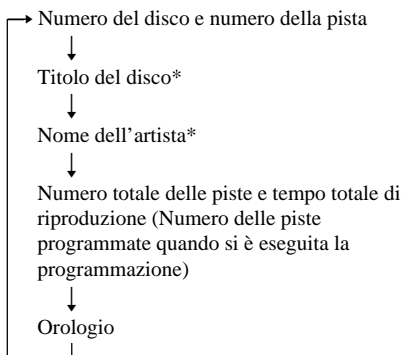 Numero del disco e numero della pista
Titolo del disco*
Nome dell'artista*
Numero totale delle piste e tempo totale di
riproduzione (Numero delle piste
programmate quando si è eseguita la
programmazione)
Orologio